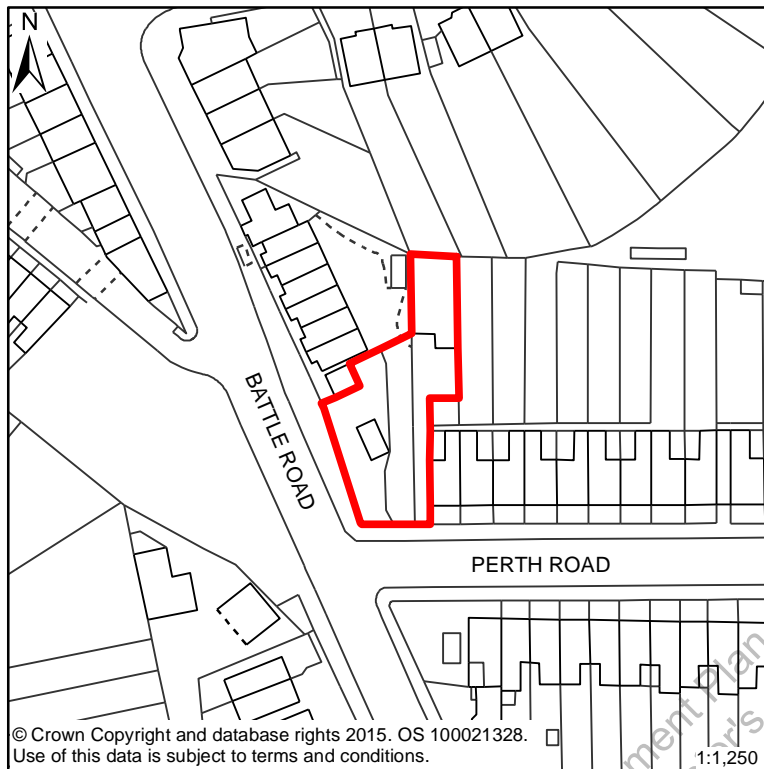 N
BATTLE ROAD
PERTH ROAD
© Crown Copyright and database rights 2015. OS 100021328.
Use of this data is subject to terms and conditions.
1:1,250